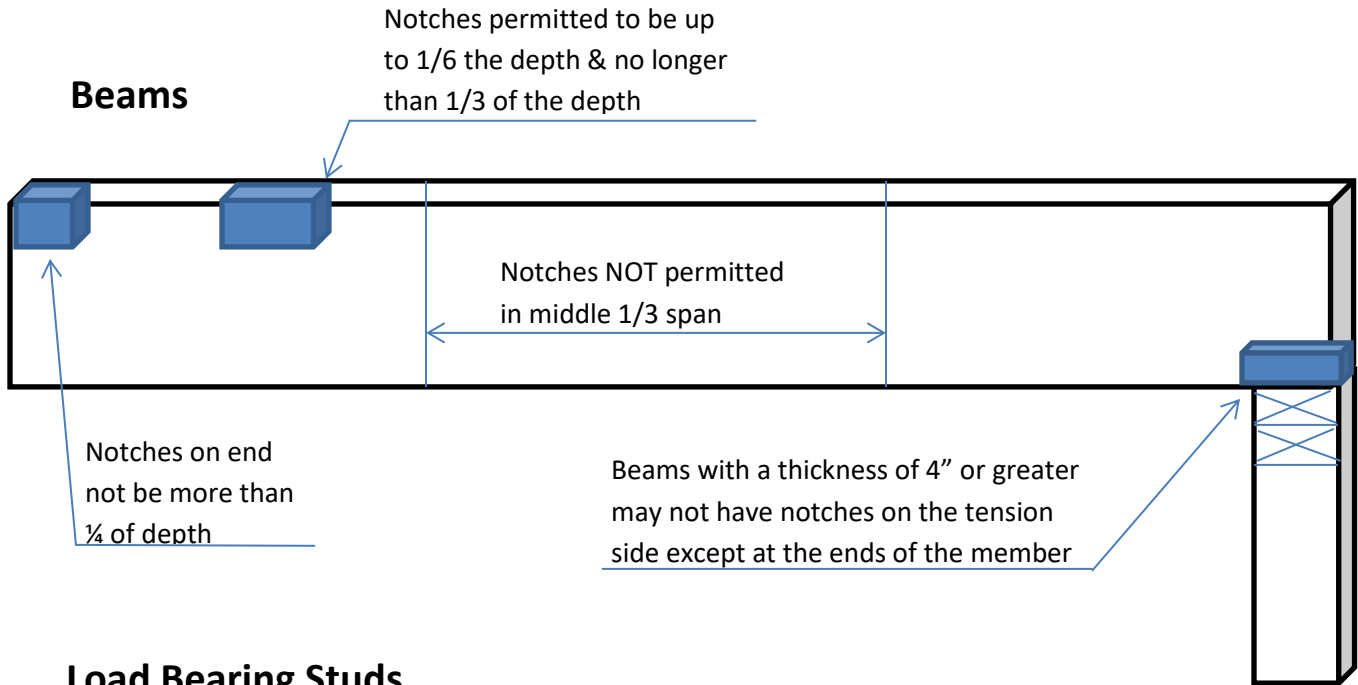 Notches permitted to be up
to 1/6 the depth & no longer
than 1/3 of the depth
Beams
Notches NOT permitted
in middle 1/3 span
Notches on end
not be more than
¼ of depth
Beams with a thickness of 4” or greater
may not have notches on the tension
side except at the ends of the member
Load Bearing Studs